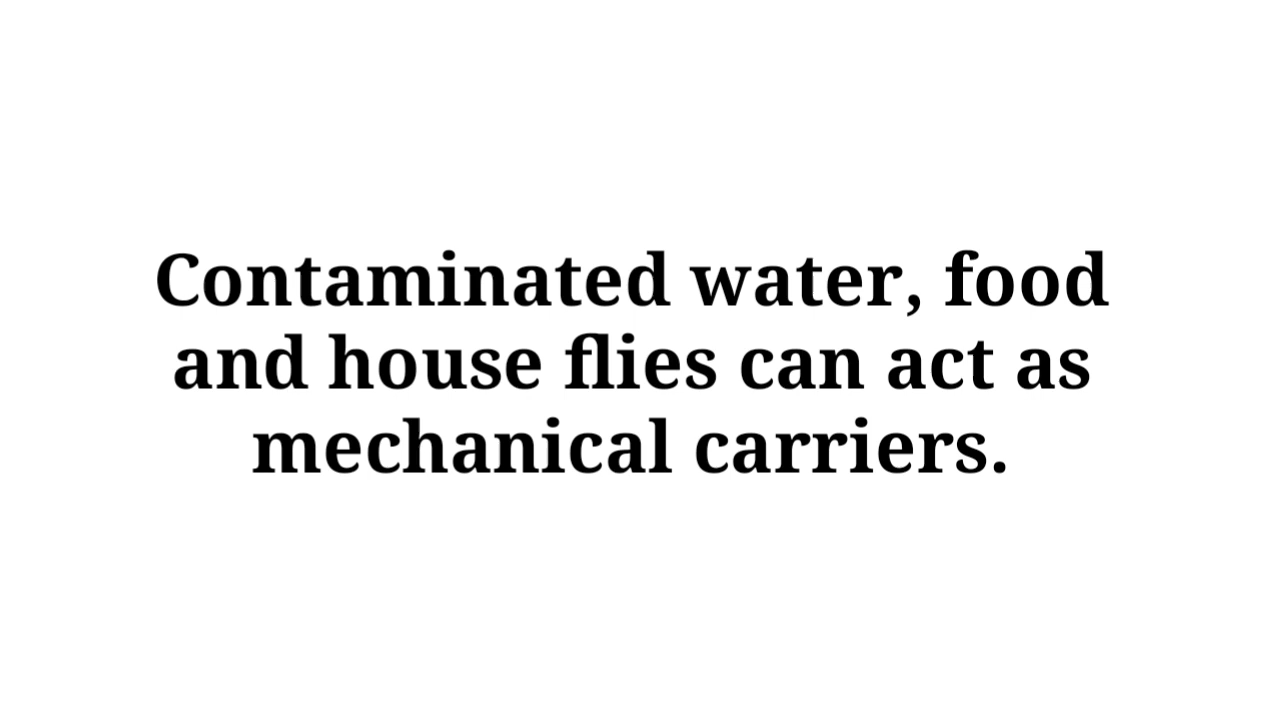 Contaminated water, food
and house flies can act as
mechanical carriers.